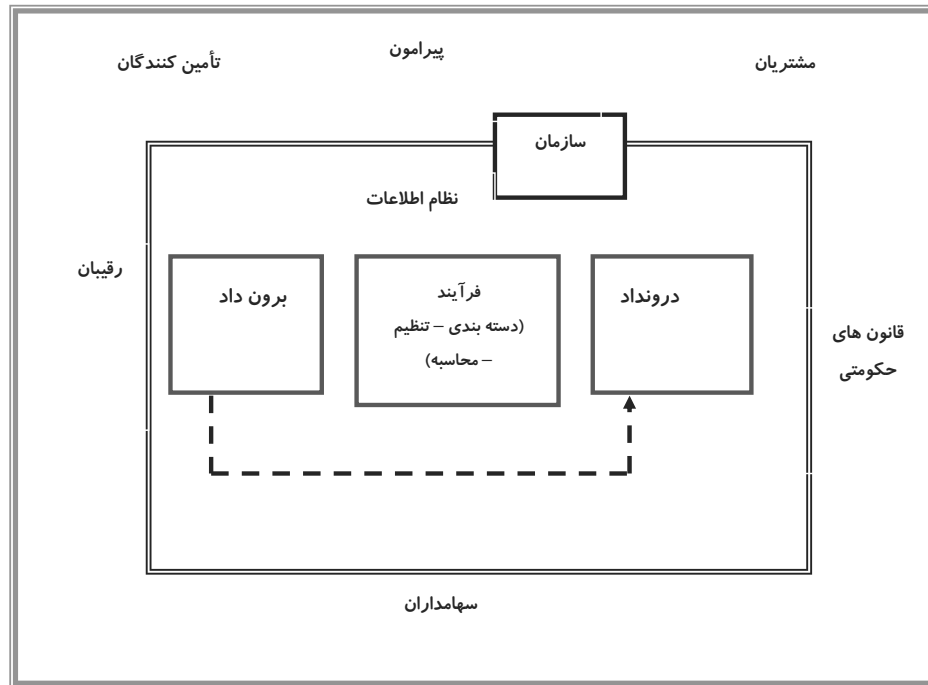 پیرامون
مشتریان
تأمین کنندگان
سازمان
نظام اطلاعات
رقیبان
درونداد
فرآیند
(دسته بندی – تنظیم
– محاسبه)
برون داد
قانون های
حکومتی
سهامداران